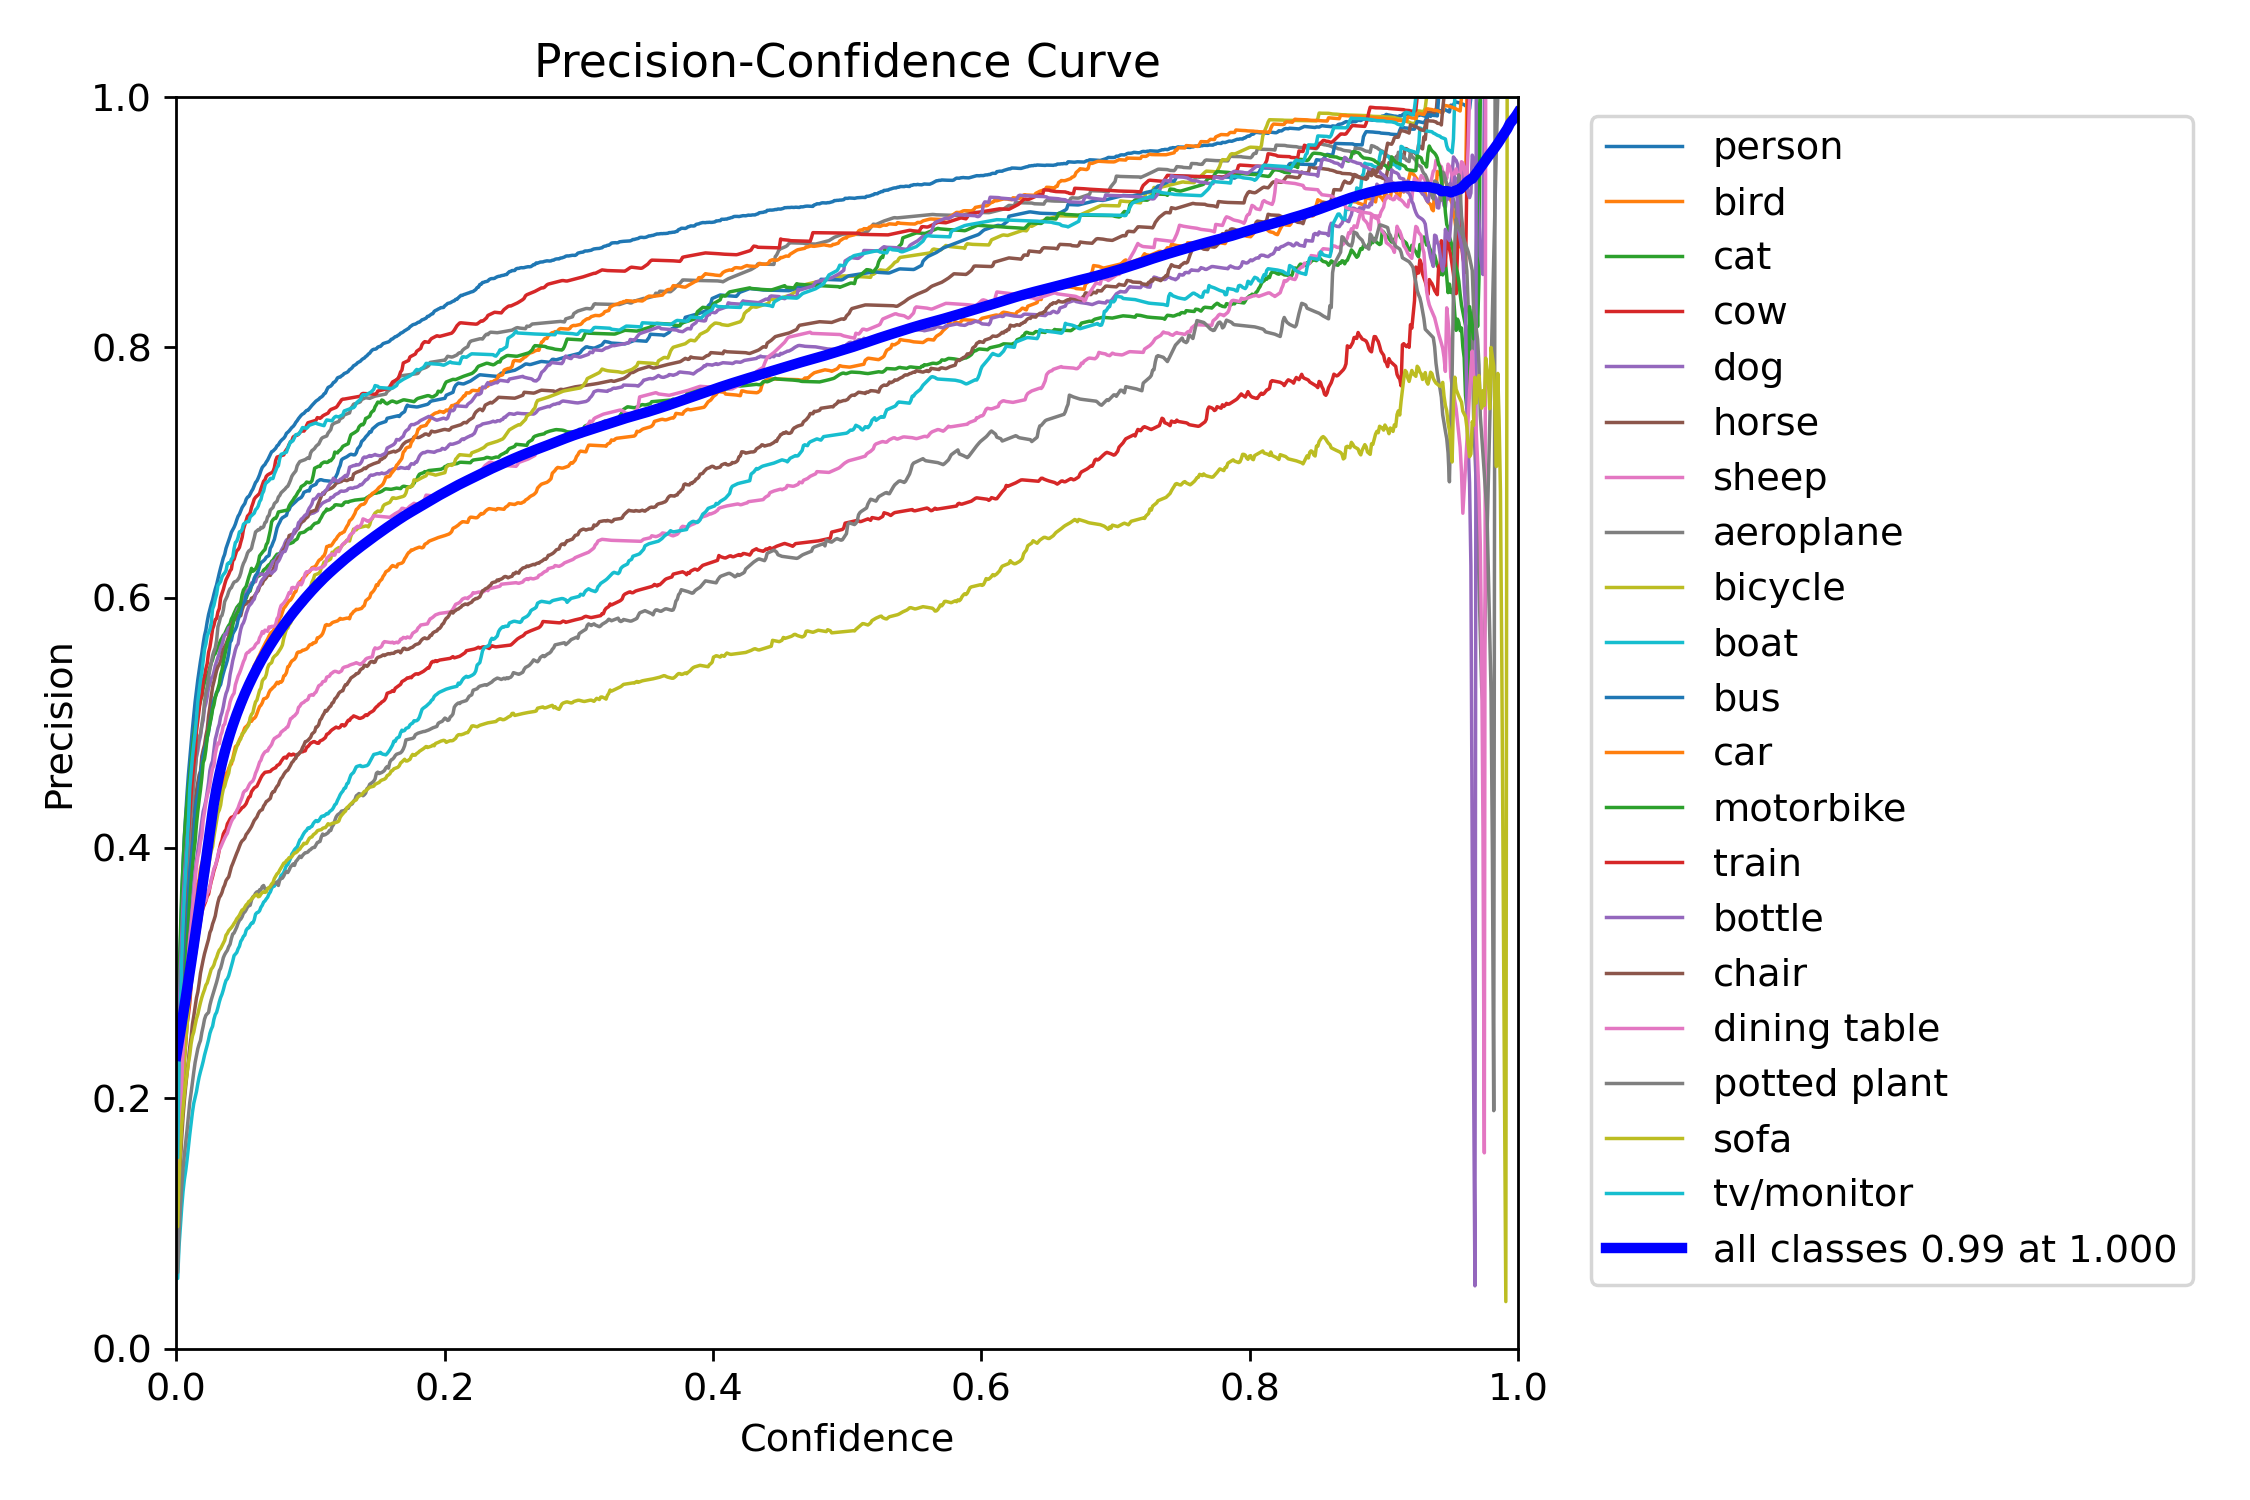 Precision-Confidence Curve
1.0
0.8
0.6
0.4
0.2
0.0
Precision
0.0 0.2 0.4 0.6 0.8 1.0
Confidence
person
bird
cat
cow
dog
horse
sheep
aeroplane
bicycle
boat
bus
car
motorbike
train
bottle
chair
dining table
potted plant
sofa
tv/monitor
all classes 0.99 at 1.000